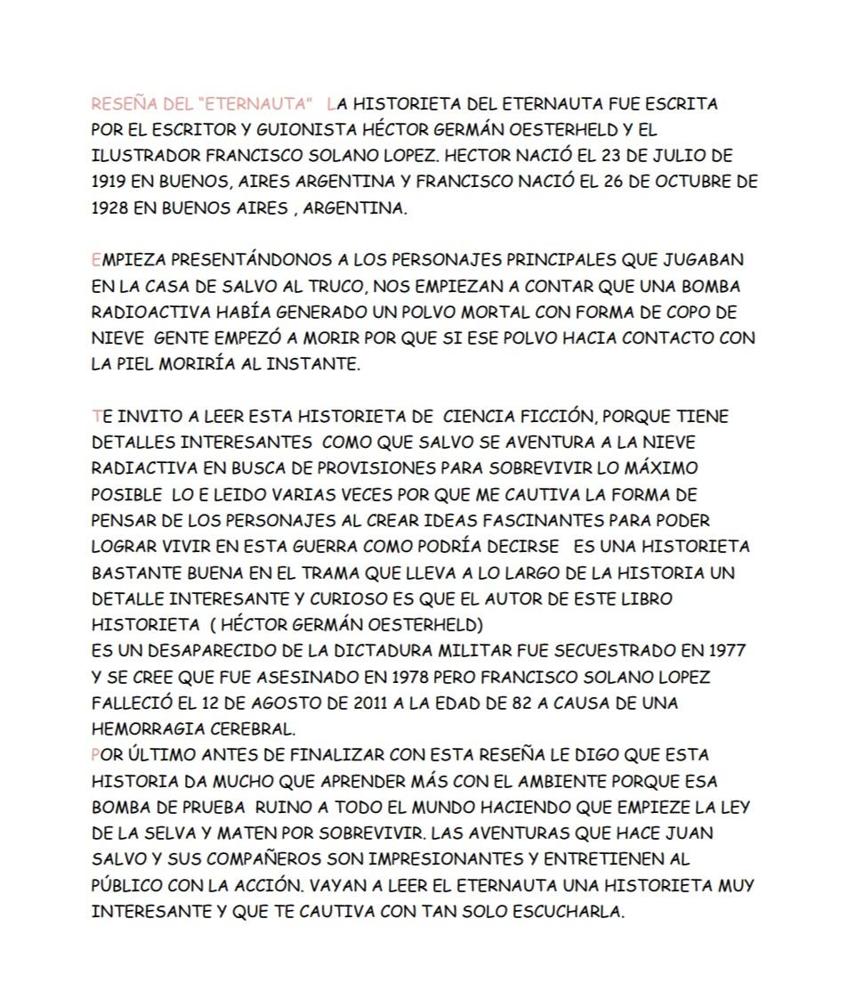 RESEÑA DEL "ETERNAUTA" LA HISTORIETA DEL ETERNAUTA FUE ESCRITA
POR EL ESCRITOR Y GUIONISTA HÉCTOR GERMÁN OESTERHELD Y EL
ILUSTRADOR FRANCISCO SOLANO LOPEZ. HECTOR NACIÓ EL 23 DE JULIO DE
1919 EN BUENOS, AIRES ARGENTINA Y FRANCISCO NACIÓ EL 26 DE OCTUBRE DE
1928 EN BUENOS AIRES , ARGENTINA.
EMPIEZA PRESENTÁNDONOS A LOS PERSONAJES PRINCIPALES QUE JUGABAN
EN LA CASA DE SALVO AL TRUCO, NOS EMPIEZAN A CONTAR QUE UNA BOMBA
RADIOACTIVA HABÍA GENERADO UN POLVO MORTAL CON FORMA DE COPO DE
NIEVE GENTE EMPEZÓ A MORIR POR QUE SI ESE POLVO HACIA CONTACTO CON
LA PIEL MORIRÍA AL INSTANTE.
TE INVITO A LEER ESTA HISTORIETA DE CIENCIA FICCIÓN, PORQUE TIENE
DETALLES INTERESANTES COMO QUE SALVO SE AVENTURA A LA NIEVE
RADIACTIVA EN BUSCA DE PROVISIONES PARA SOBREVIVIR LO MÁXIMO
POSIBLE LO E LEIDO VARIAS VECES POR QUE ME CAUTIVA LA FORMA DE
PENSAR DE LOS PERSONAJES AL CREAR IDEAS FASCINANTES PARA PODER
LOGRAR VIVIR EN ESTA GUERRA COMO PODRÍA DECIRSE ES UNA HISTORIETA
BASTANTE BUENA EN EL TRAMA QUE LLEVA A LO LARGO DE LA HISTORIA UN
DETALLE INTERESANTE Y CURIOSO ES QUE EL AUTOR DE ESTE LIBRO
HISTORIETA ( HÉCTOR GERMÁN OESTERHELD)
ES UN DESAPARECIDO DE LA DICTADURA MILITAR FUE SECUESTRADO EN 1977
Y SE CREE QUE FUE ASESINADO EN 1978 PERO FRANCISCO SOLANO LOPEZ
FALLECIÓ EL 12 DE AGOSTO DE 2011 A LA EDAD DE 82 A CAUSA DE UNA
HEMORRAGIA CEREBRAL.
POR ÚLTIMO ANTES DE FINALIZAR CON ESTA RESEÑA LE DIGO QUE ESTA
HISTORIA DA MUCHO QUE APRENDER MÁS CON EL AMBIENTE PORQUE ESA
BOMBA DE PRUEBA RUINO A TODO EL MUNDO HACIENDO QUE EMPIEZE LA LEY
DE LA SELVA Y MATEN POR SOBREVIVIR. LAS AVENTURAS QUE HACE JUAN
SALVO Y SUS COMPAÑEROS SON IMPRESIONANTES Y ENTRETIENEN AL
PÚBLICO CON LA ACCIÓN. VAYAN A LEER EL ETERNAUTA UNA HISTORIETA MUY
INTERESANTE Y QUE TE CAUTIVA CON TAN SOLO ESCUCHARLA.